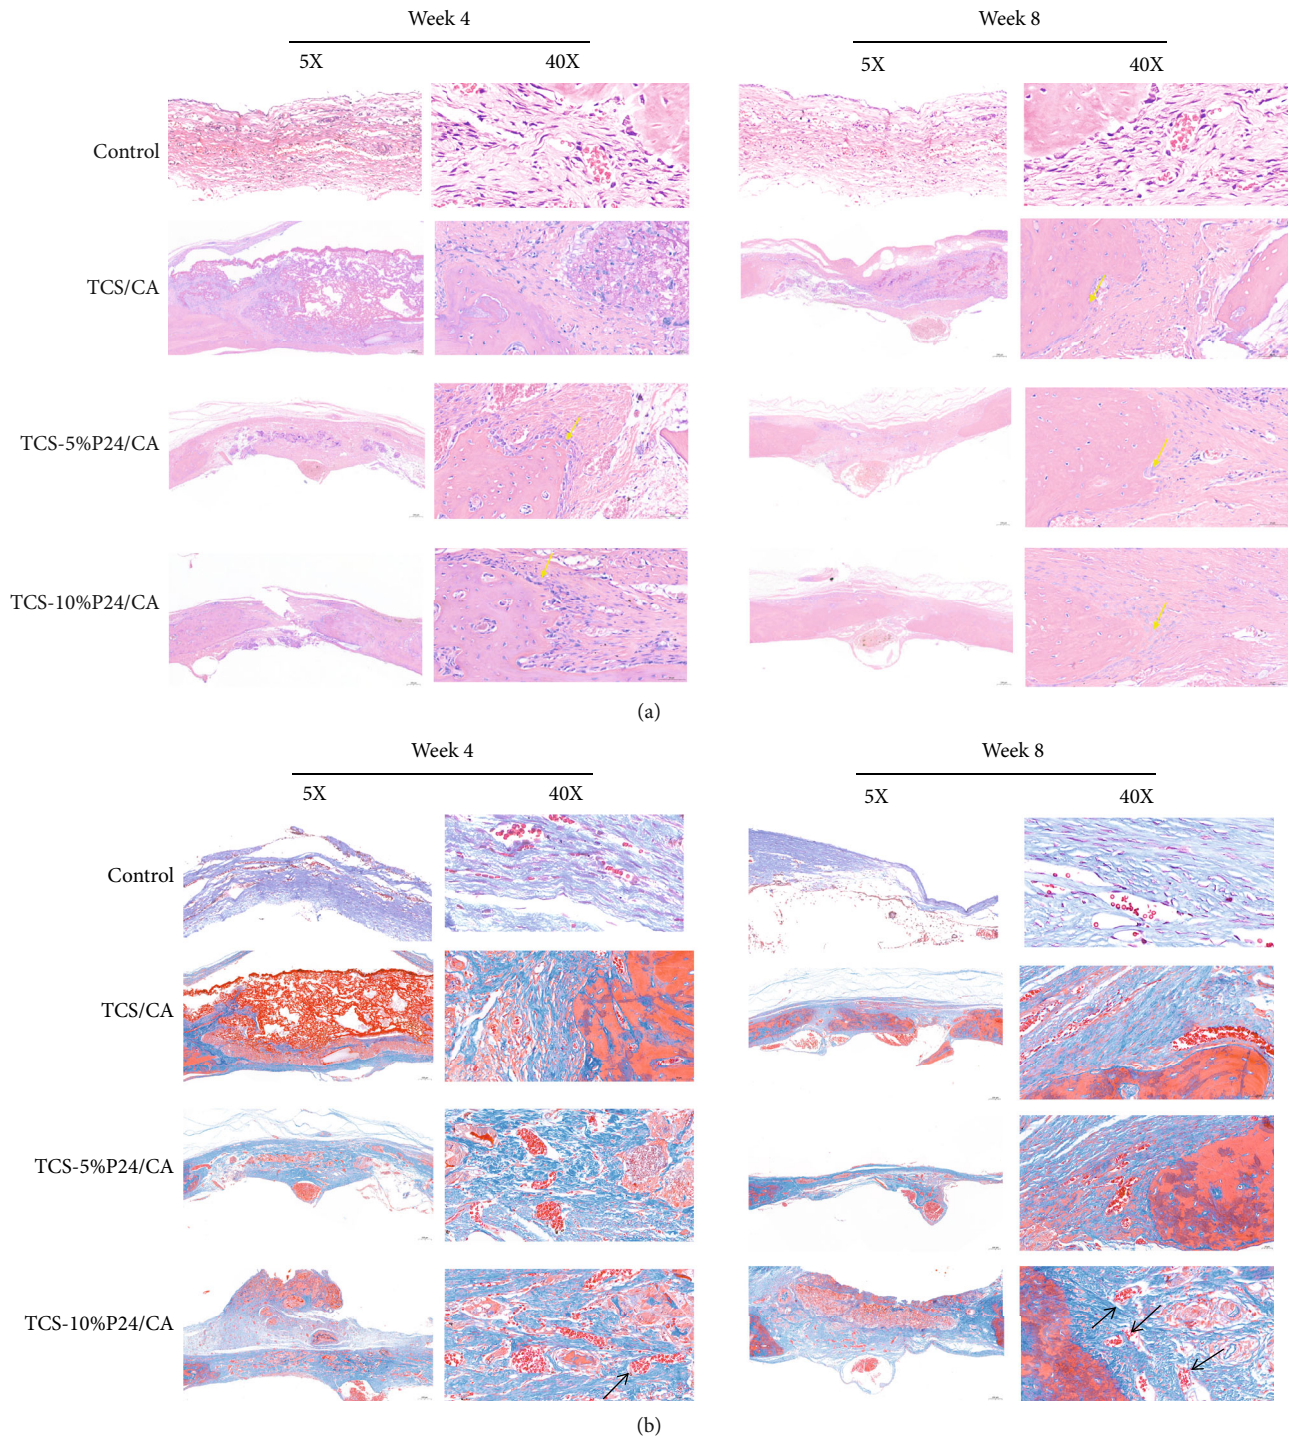 Week 4
Week 8
5X
40X
5X
40X
Control
TCS/CA
TCS-5%P24/CA
TCS-10%P24/CA
(a)
Week 4
Week 8
5X
40X
5X
40X
Control
TCS/CA
TCS-5%P24/CA
TCS-10%P24/CA
(b)